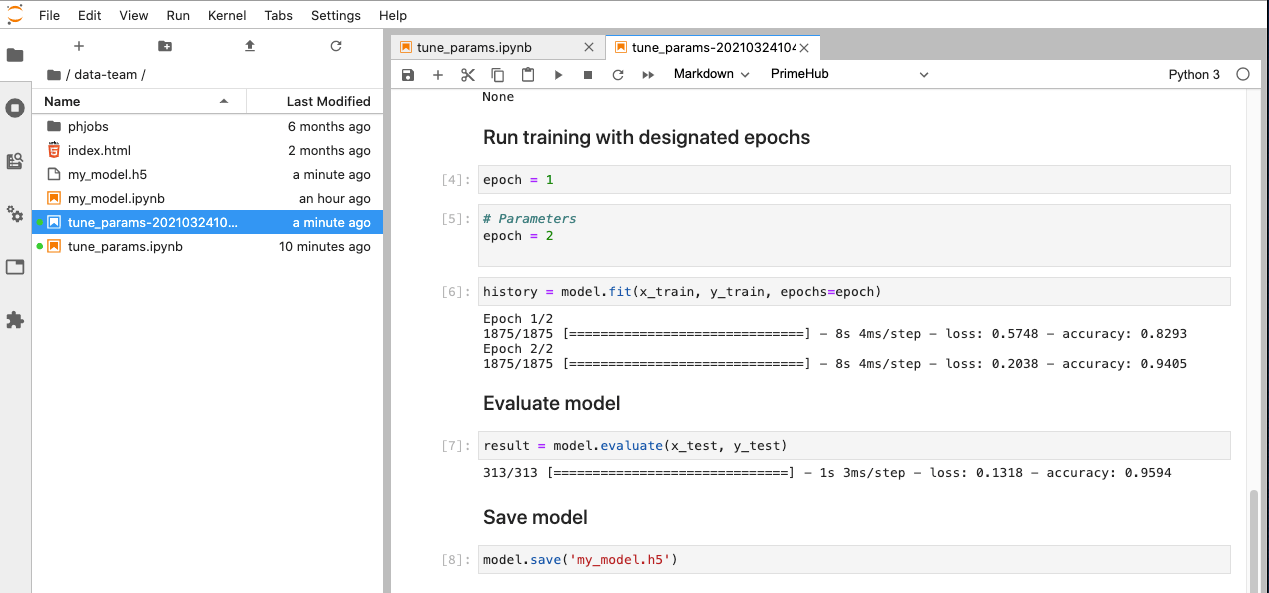 File Edit View Run Kernel Tabs Settings Help
/ data-team /
Name Last Modified
phjobs 6 months ago
index.html 2 months ago
my_model.h5 a minute ago
my_model.ipynb an hour ago
tune_params-2021032410... a minute ago
tune_params.ipynb 10 minutes ago
tune_params.ipynb tune_params-20210324104
Markdown PrimeHub Python 3
None
Run training with designated epochs
[4]: epoch = 1
[5]: # Parameters
epoch = 2
[6]: history = model.fit(x_train, y_train, epochs=epoch)
Epoch 1/2
1875/1875 [==============================] – 8s 4ms/step – loss: 0.5748 – accuracy: 0.8293
Epoch 2/2
1875/1875 [==============================] – 8s 4ms/step – loss: 0.2038 – accuracy: 0.9405
Evaluate model
[7]: result = model.evaluate(x_test, y_test)
313/313 [==============================] – 1s 3ms/step – loss: 0.1318 – accuracy: 0.9594
Save model
[8]: model.save('my_model.h5')